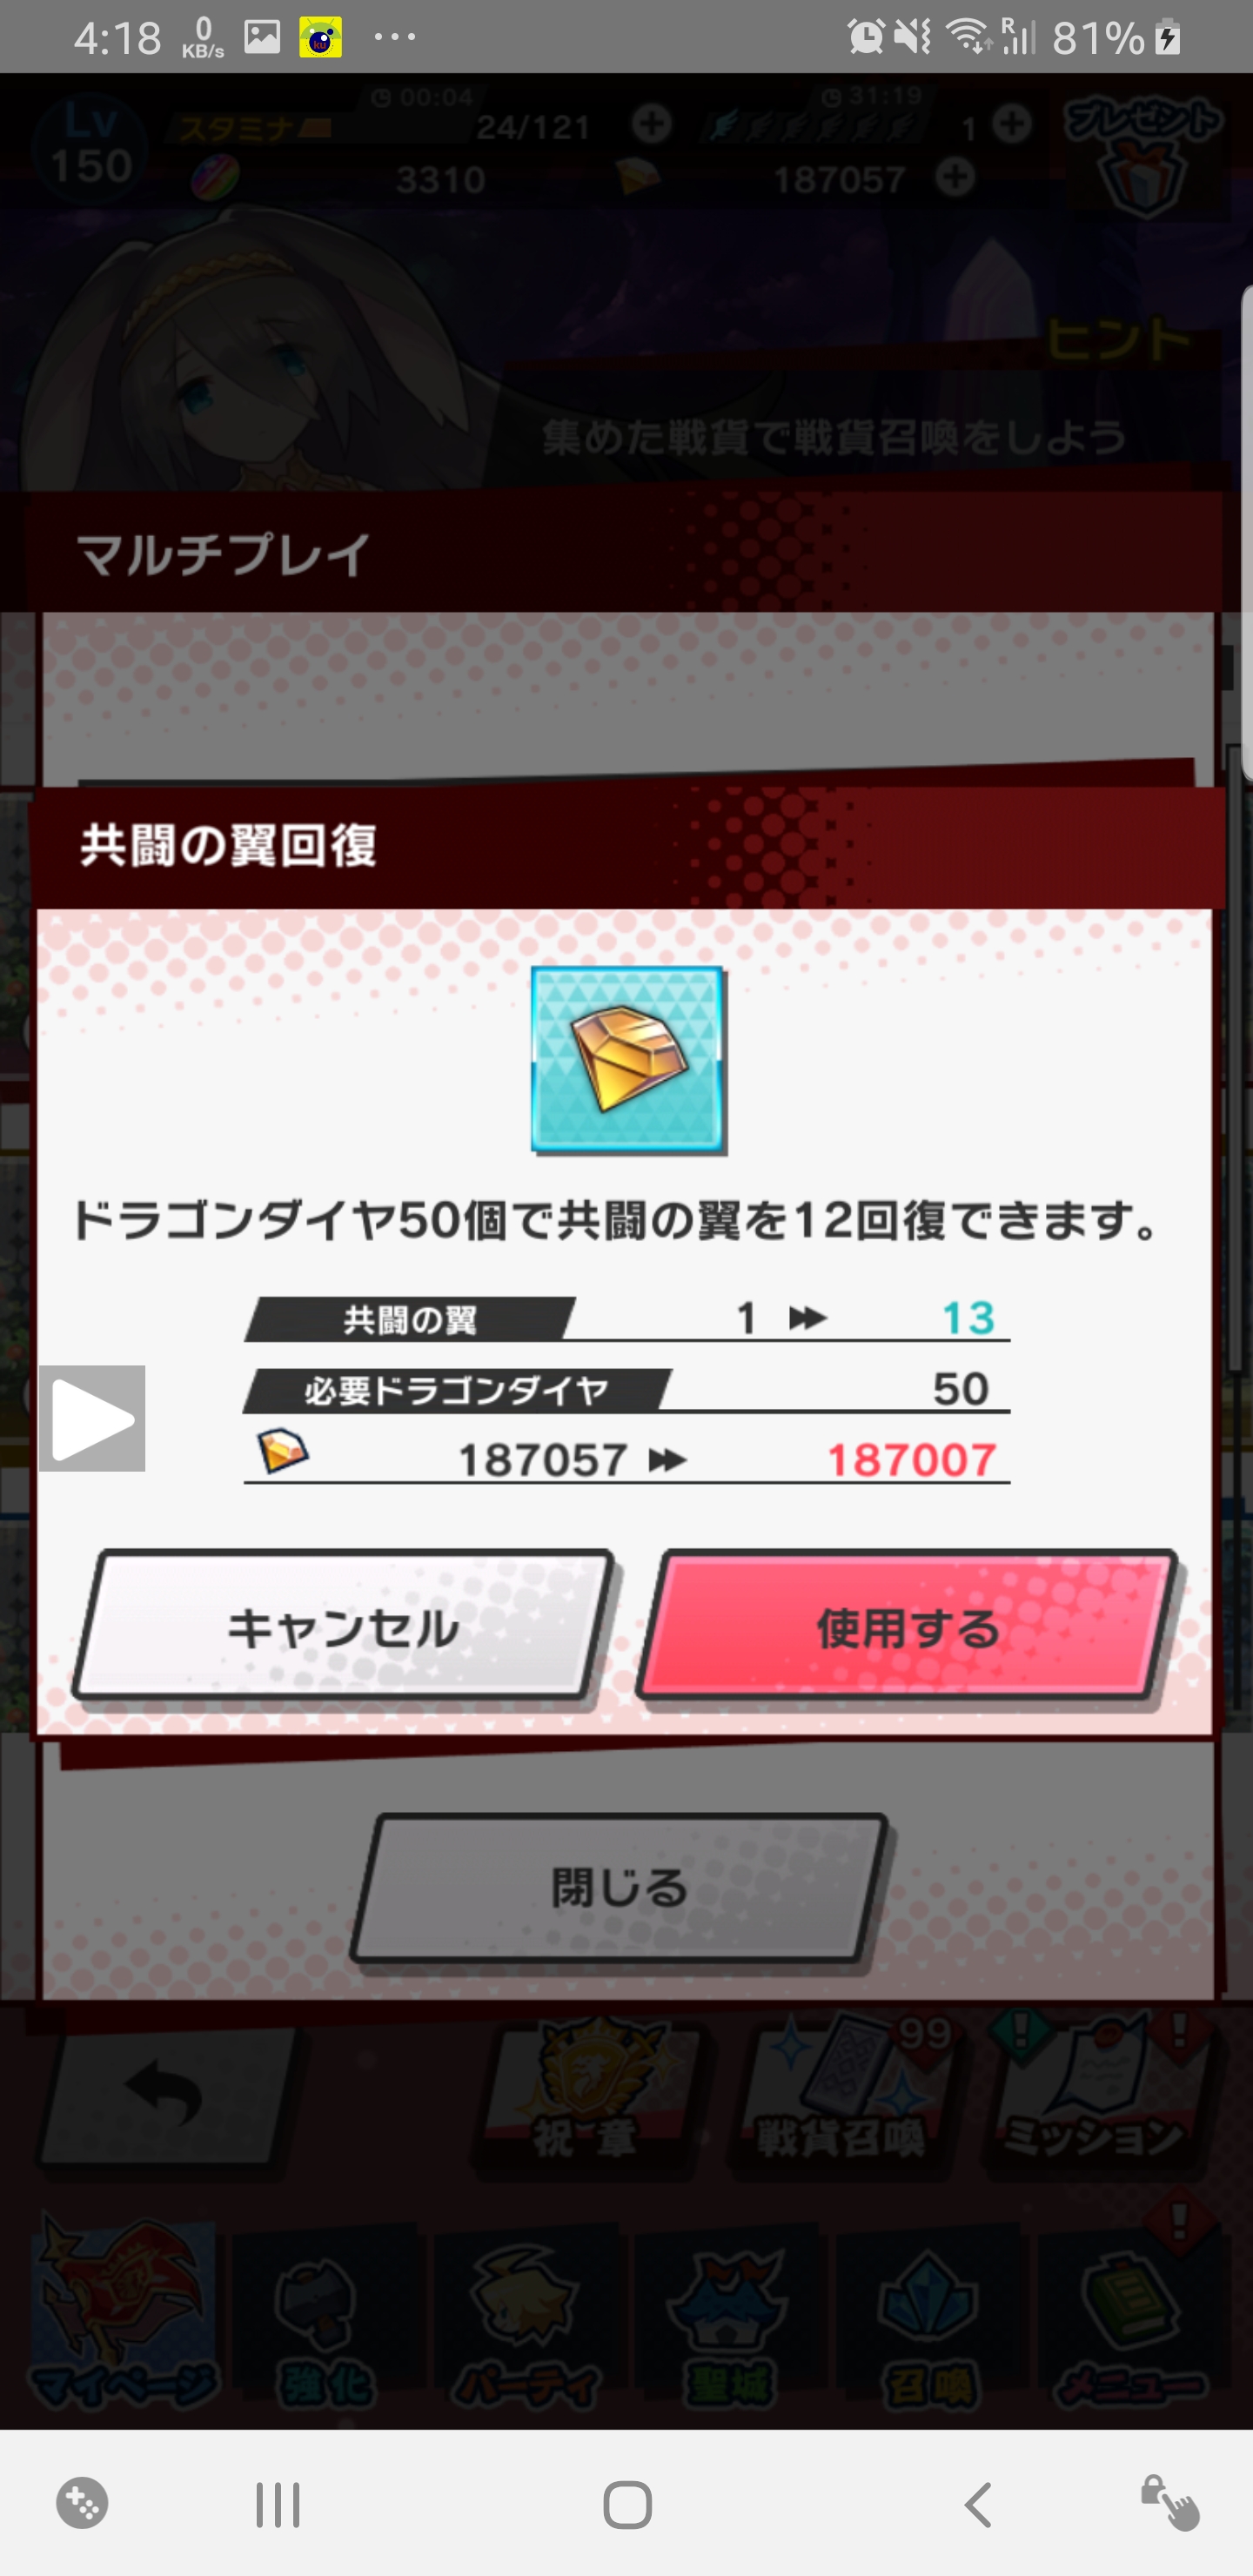 4:18 0 KB/s R 81%
Lv 150
スタミナ 00:04 24/121 31:19 1
プレゼント
3310 187057
ヒント
集めた戦貨で戦貨召喚をしよう
マルチプレイ
共闘の翼回復
ドラゴンダイヤ50個で共闘の翼を12回復できます。
共闘の翼 1 13
必要ドラゴンダイヤ 50
187057 187007
キャンセル 使用する
閉じる
99
祝章 戦貨召喚 ミッション
マイページ 強化 パーティ 聖城 召喚 メニュー